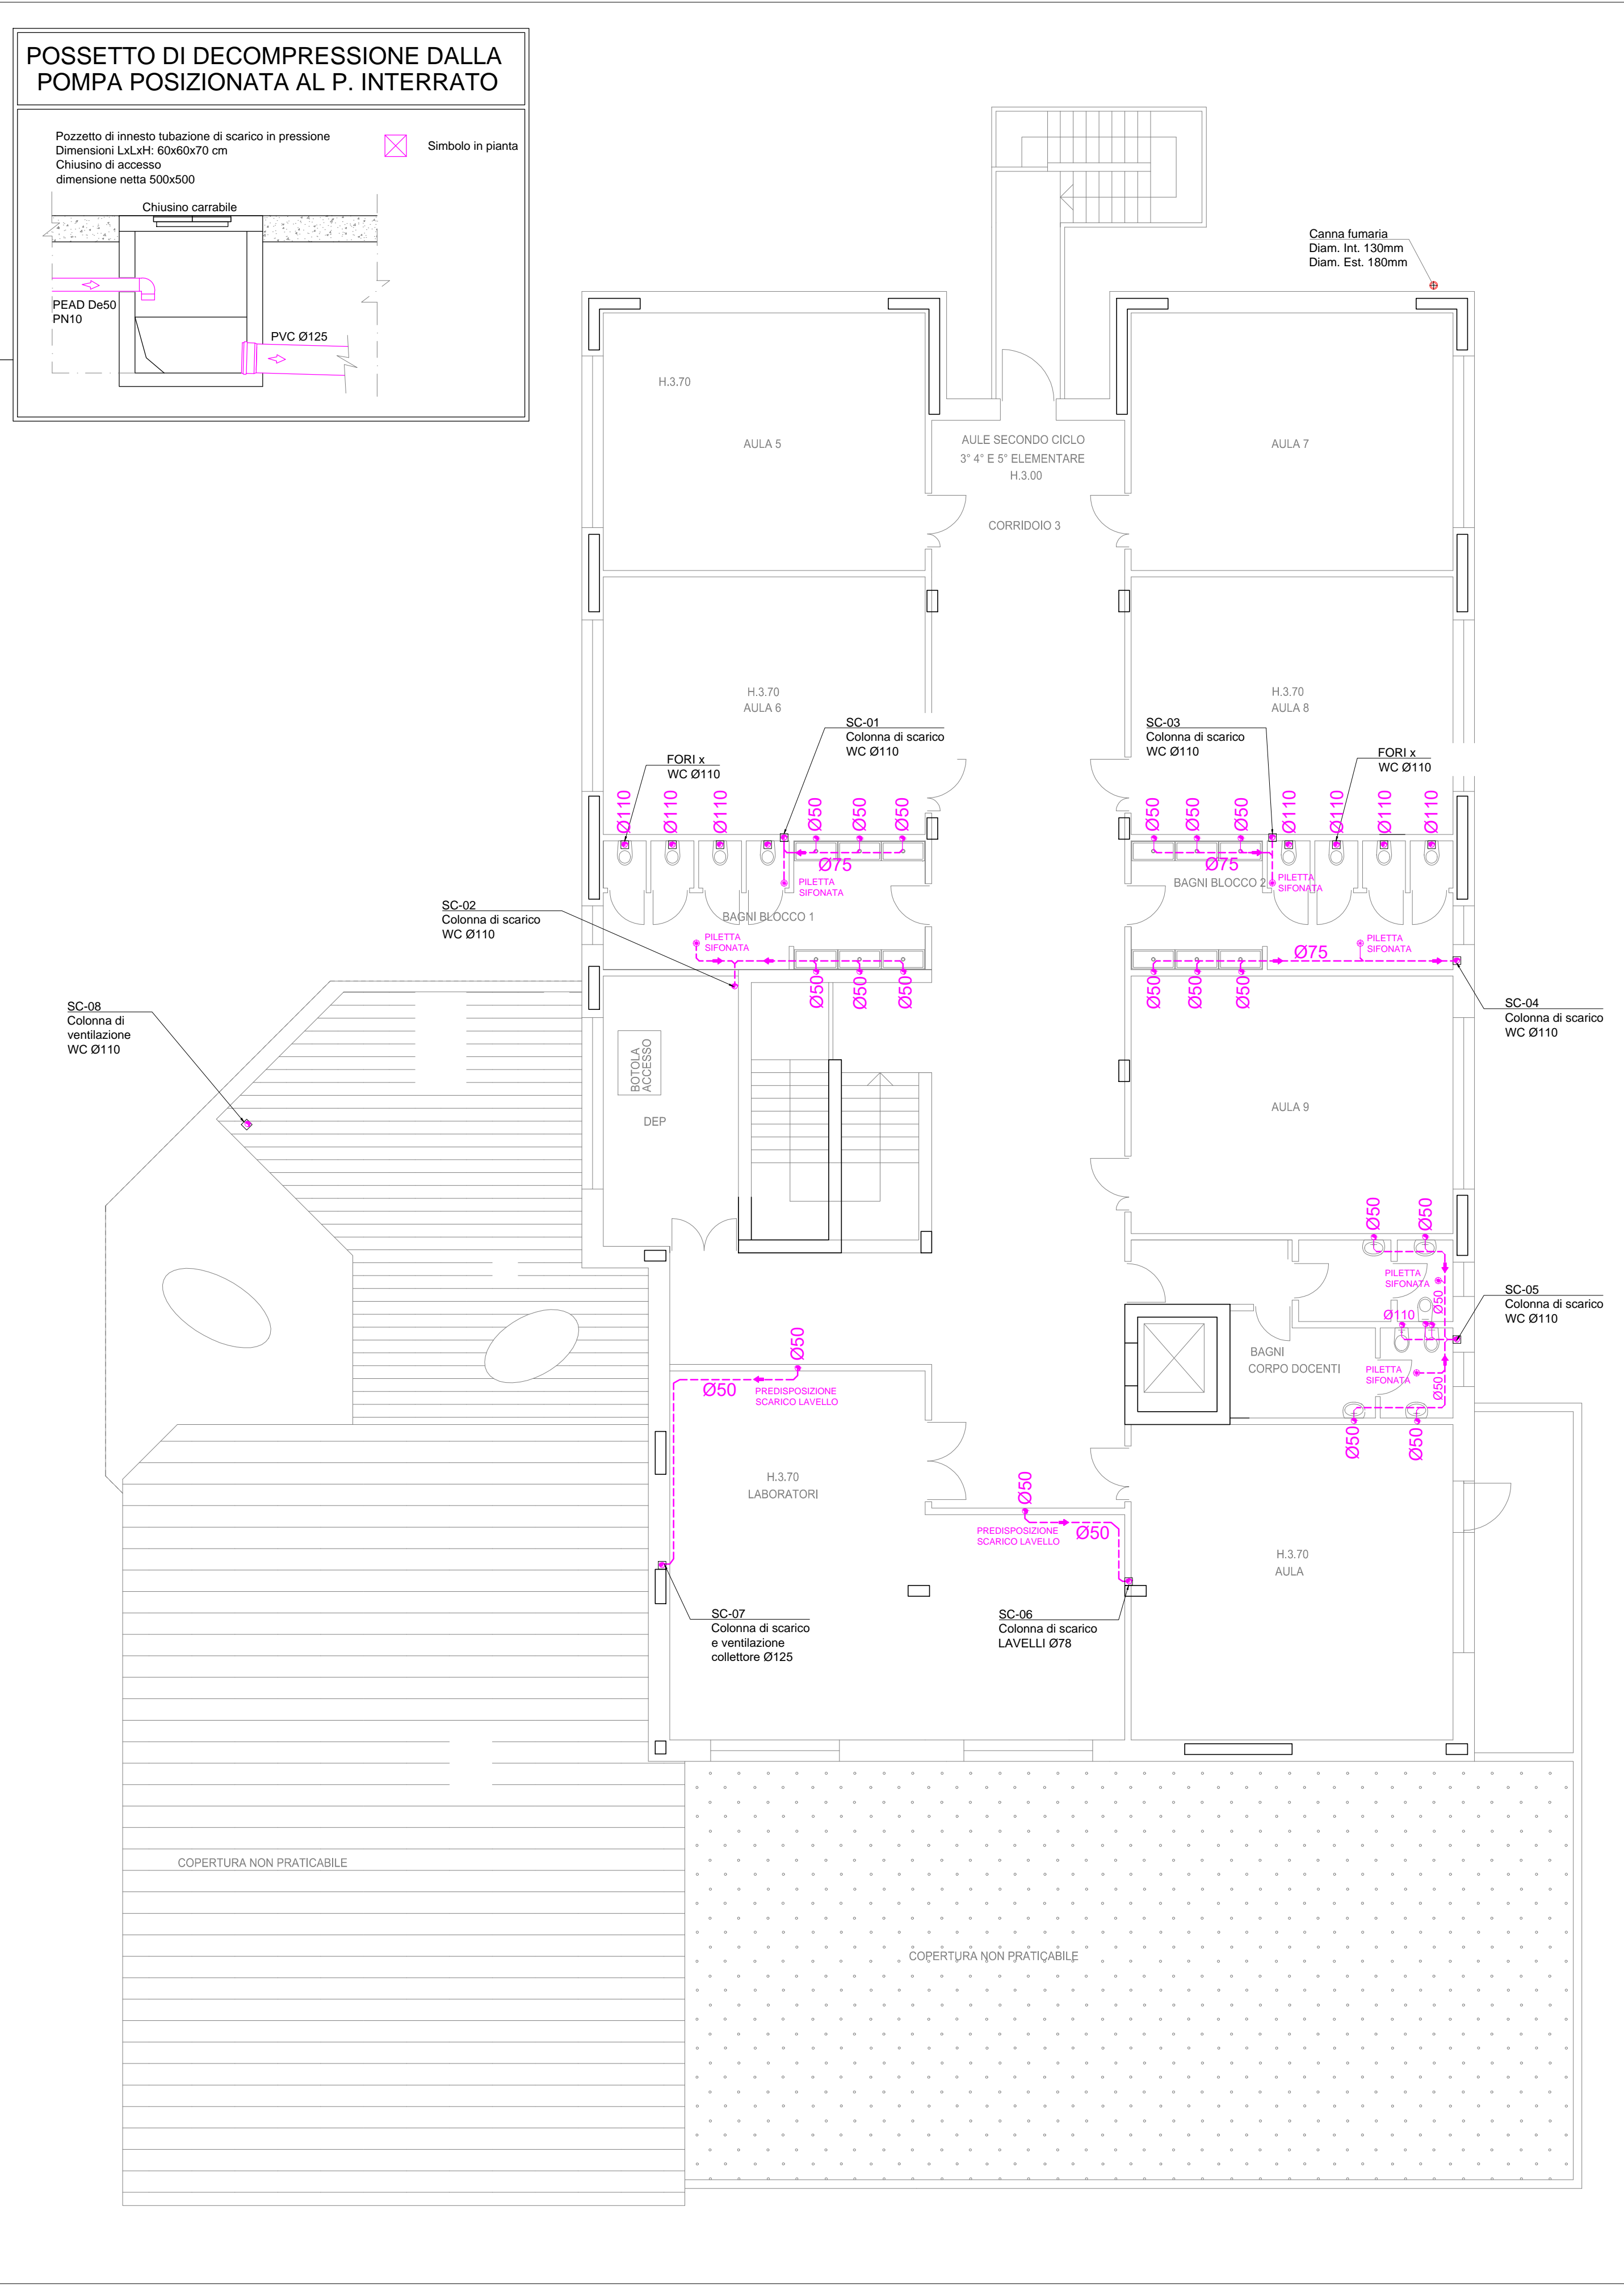 POSSETTO DI DECOMPRESSIONE DALLA
POMPA POSIZIONATA AL P. INTERRATO
Pozzetto di innesto tubazione di scarico in pressione
Dimensioni LxLxH: 60x60x70 cm
Chiusino di accesso
dimensione netta 500x500
Simbolo in pianta
Chiusino carrabile
PEAD De50
PN10
PVC Ø125
Canna fumaria
Diam. Int. 130mm
Diam. Est. 180mm
H.3.70
AULA 5
AULE SECONDO CICLO
3° 4° E 5° ELEMENTARE
H.3.00
CORRIDOIO 3
AULA 7
H.3.70
AULA 6
H.3.70
AULA 8
SC-01
Colonna di scarico
WC Ø110
SC-03
Colonna di scarico
WC Ø110
FORI x
WC Ø110
FORI x
WC Ø110
Ø110
Ø110
Ø110
Ø50
Ø50
Ø50
Ø50
Ø50
Ø50
Ø110
Ø110
Ø110
Ø110
Ø75
Ø75
PILETTA
SIFONATA
PILETTA
SIFONATA
BAGNI BLOCCO 1
BAGNI BLOCCO 2
SC-02
Colonna di scarico
WC Ø110
PILETTA
SIFONATA
PILETTA
SIFONATA
Ø75
Ø50
Ø50
Ø50
Ø50
Ø50
Ø50
SC-04
Colonna di scarico
WC Ø110
SC-08
Colonna di
ventilazione
WC Ø110
BOTOLA
ACCESSO
DEP
AULA 9
Ø50
Ø50
PILETTA
SIFONATA
Ø50
Ø110
SC-05
Colonna di scarico
WC Ø110
BAGNI
CORPO DOCENTI
PILETTA
SIFONATA
Ø50
Ø50
Ø50
Ø50
Ø50
PREDISPOSIZIONE
SCARICO LAVELLO
H.3.70
LABORATORI
Ø50
PREDISPOSIZIONE
SCARICO LAVELLO
Ø50
H.3.70
AULA
SC-07
Colonna di scarico
e ventilazione
collettore Ø125
SC-06
Colonna di scarico
LAVELLI Ø78
COPERTURA NON PRATICABILE
COPERTURA NON PRATICABILE